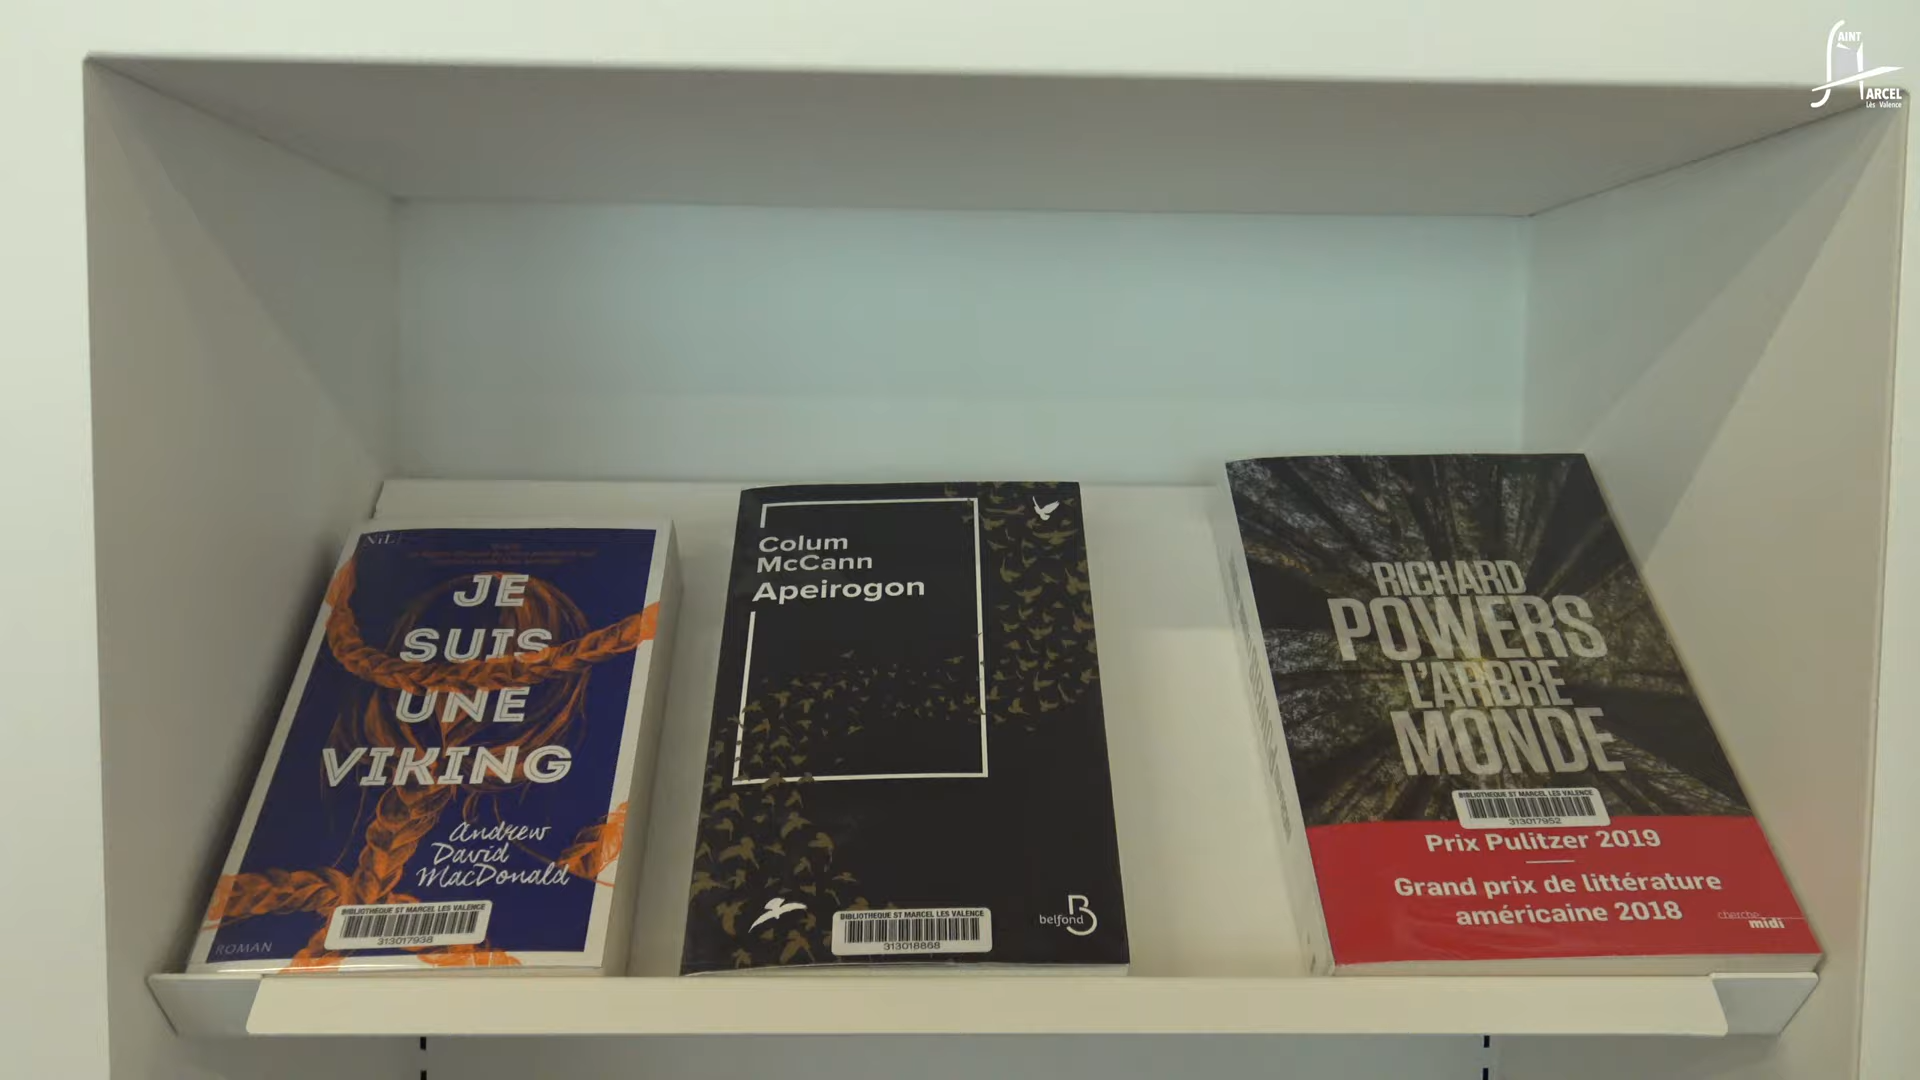 AINT
ARCEL
Lès Valence
NiL
JE
SUIS
UNE
VIKING
Andrew
David
MacDonald
BIBLIOTHEQUE ST MARCEL LES VALENCE
313017938
ROMAN
Colum
McCann
Apeirogon
BIBLIOTHEQUE ST MARCEL LES VALENCE
313018868
belfond
RICHARD
POWERS
L'ARBRE
MONDE
BIBLIOTHEQUE ST MARCEL LES VALENCE
313017952
Prix Pulitzer 2019
Grand prix de littérature
américaine 2018
cherche
midi